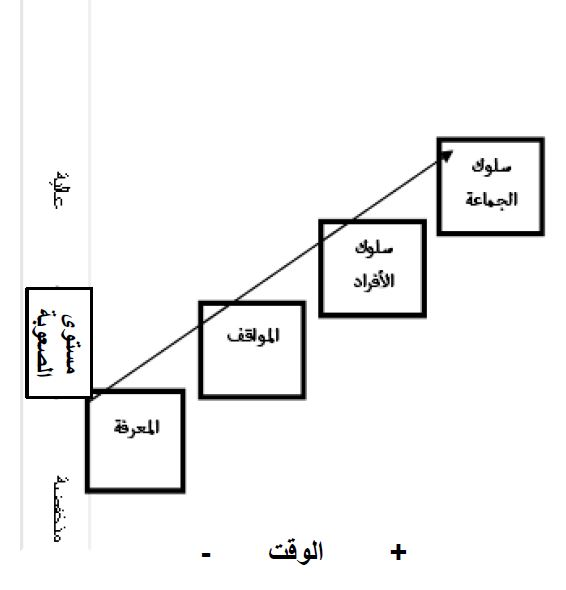 عالية
سلوك
الجماعة
سلوك
الأفراد
مستوى
الصعوبة
المواقف
المعرفة
منخفضة
- الوقت +